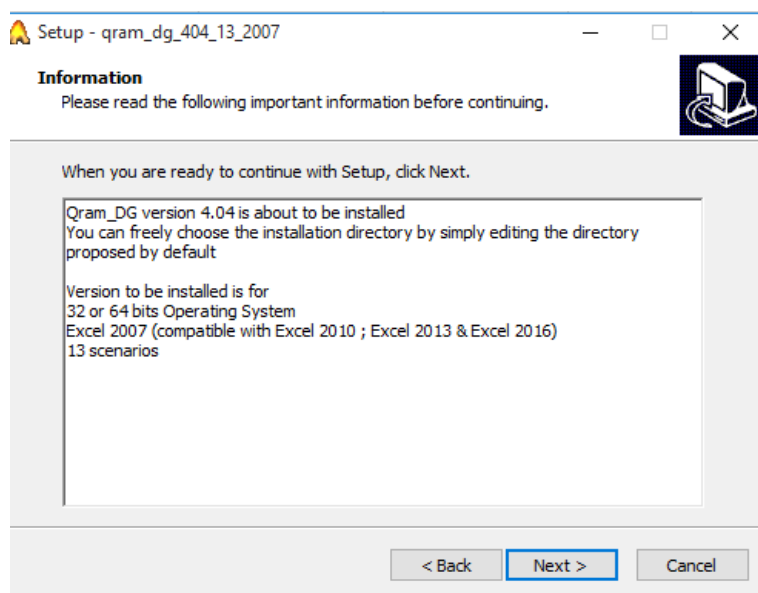 Setup - qram_dg_404_13_2007
Information
Please read the following important information before continuing.
When you are ready to continue with Setup, click Next.
Qram_DG version 4.04 is about to be installed
You can freely choose the installation directory by simply editing the directory
proposed by default
Version to be installed is for
32 or 64 bits Operating System
Excel 2007 (compatible with Excel 2010 ; Excel 2013 & Excel 2016)
13 scenarios
< Back
Next >
Cancel